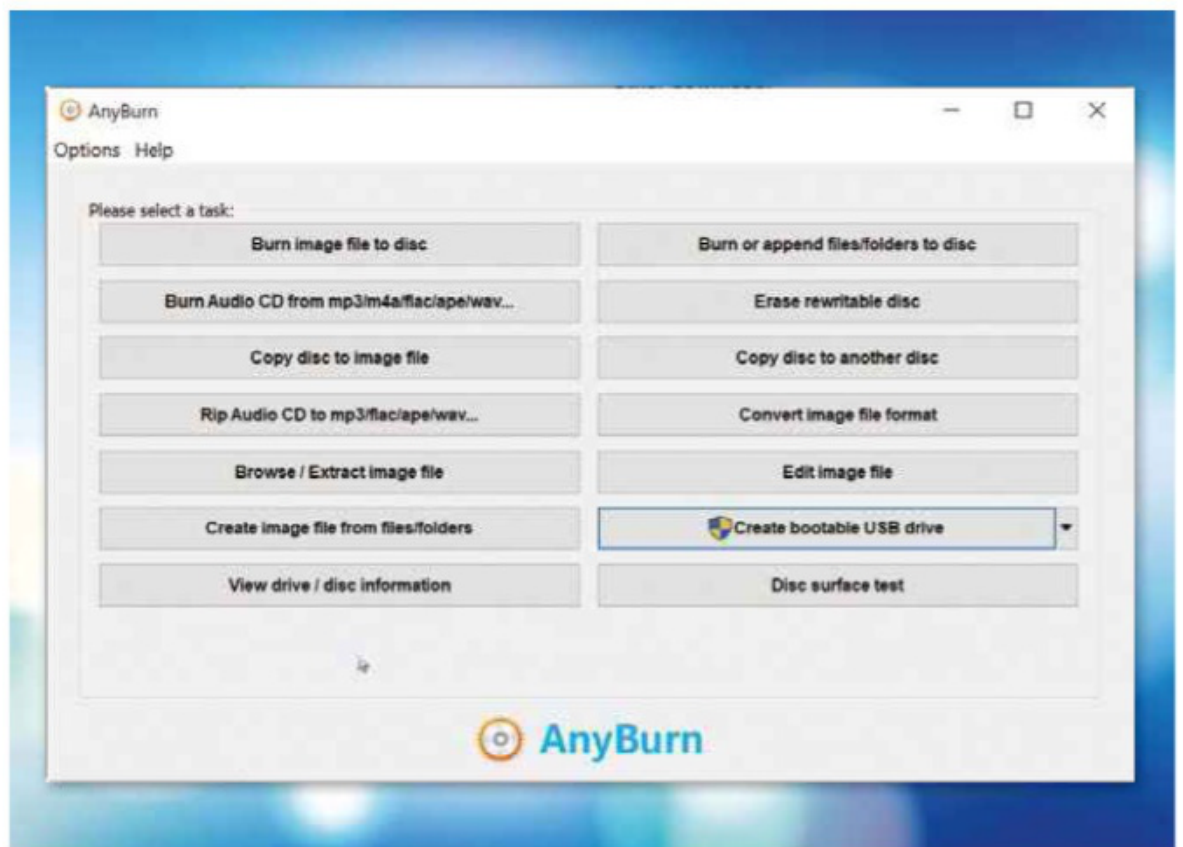 AnyBurn
Options Help
Please select a task:
Burn image file to disc
Burn or append files/folders to disc
Burn Audio CD from mp3/m4a/flac/ape/wav...
Erase rewritable disc
Copy disc to image file
Copy disc to another disc
Rip Audio CD to mp3/flac/ape/wav...
Convert image file format
Browse / Extract image file
Edit image file
Create image file from files/folders
Create bootable USB drive
View drive / disc information
Disc surface test
AnyBurn